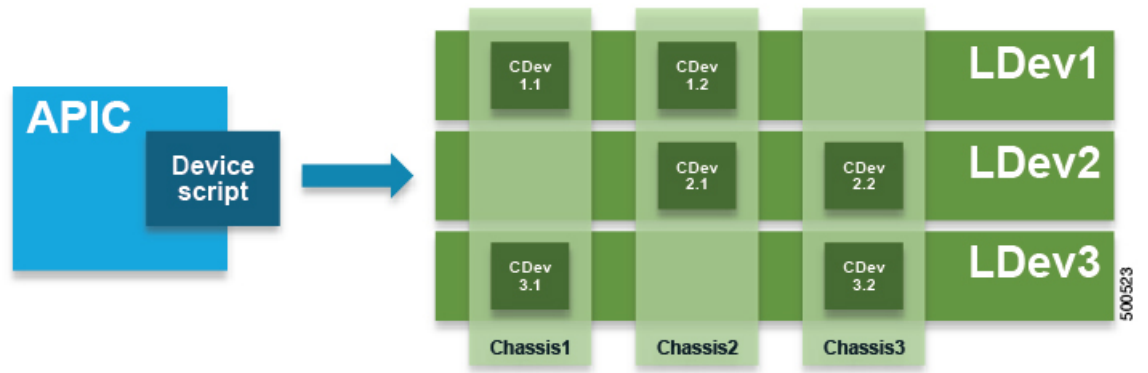 APIC
Device
script
CDev
1.1
CDev
1.2
LDev1
CDev
2.1
CDev
2.2
LDev2
CDev
3.1
CDev
3.2
LDev3
Chassis1
Chassis2
Chassis3
500523